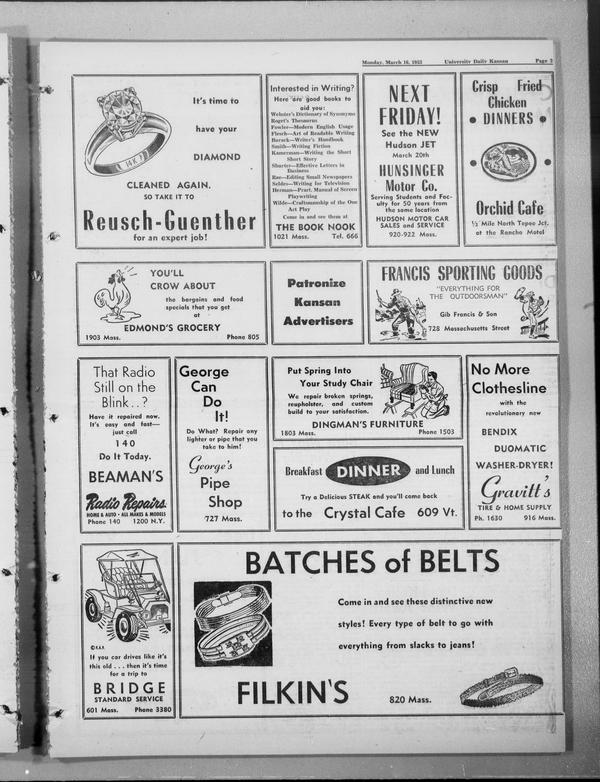 Monday, March 16, 1953 University Daily Kansan Page 3
It's time to
have your
DIAMOND
14K
CLEANED AGAIN.
SO TAKE IT TO
Reusch-Guenther
for an expert job!
Interested in Writing?
Here are good books to
aid you:
Webster's Dictionary of Synonyms
Roget's Thesaurus
Fowler—Modern English Usage
Flesch—Art of Readable Writing
Barack—Writer's Handbook
Smith—Writing Fiction
Kamerman—Writing the Short
Short Story
Shurter—Effective Letters in
Business
Rae—Editing Small Newspapers
Seldes—Writing for Television
Herman—Pract. Manual of Screen
Playwriting
Wilde—Craftsmanship of the One
Act Play
Come in and see them at
THE BOOK NOOK
1021 Mass. Tel. 666
NEXT
FRIDAY!
See the NEW
Hudson JET
March 20th
HUNSINGER
Motor Co.
Serving Students and Fac-
ulty for 50 years from
the same location
HUDSON MOTOR CAR
SALES and SERVICE
920-922 Mass.
Crisp Fried
Chicken
• DINNERS •
Orchid Cafe
½ Mile North Topee Jct.
at the Rancho Motel
YOU'LL
CROW ABOUT
the bargains and food
specials that you get
at
EDMOND'S GROCERY
1903 Mass. Phone 805
Patronize
Kansan
Advertisers
FRANCIS SPORTING GOODS
"EVERYTHING FOR
THE OUTDOORSMAN"
Gib Francis & Son
728 Massachusetts Street
That Radio
Still on the
Blink..?
Have it repaired now.
It's easy and fast—
just call
140
Do It Today.
BEAMAN'S
Radio Repairs
HOME & AUTO • ALL MAKES & MODELS
Phone 140 1200 N.Y.
George
Can
Do
It!
Do What? Repair any
lighter or pipe that you
take to him!
George's
Pipe
Shop
727 Mass.
Put Spring Into
Your Study Chair
We repair broken springs,
reupholster, and custom
build to your satisfaction.
DINGMAN'S FURNITURE
1803 Mass. Phone 1503
Breakfast DINNER and Lunch
Try a Delicious STEAK and you'll come back
to the Crystal Cafe 609 Vt.
No More
Clothesline
with the
revolutionary new
BENDIX
DUOMATIC
WASHER-DRYER!
Gravitt's
TIRE & HOME SUPPLY
Ph. 1630 916 Mass.
If you car drives like it's
this old . . . then it's time
for a trip to
BRIDGE
STANDARD SERVICE
601 Mass. Phone 3380
BATCHES of BELTS
Come in and see these distinctive new
styles! Every type of belt to go with
everything from slacks to jeans!
FILKIN'S 820 Mass.